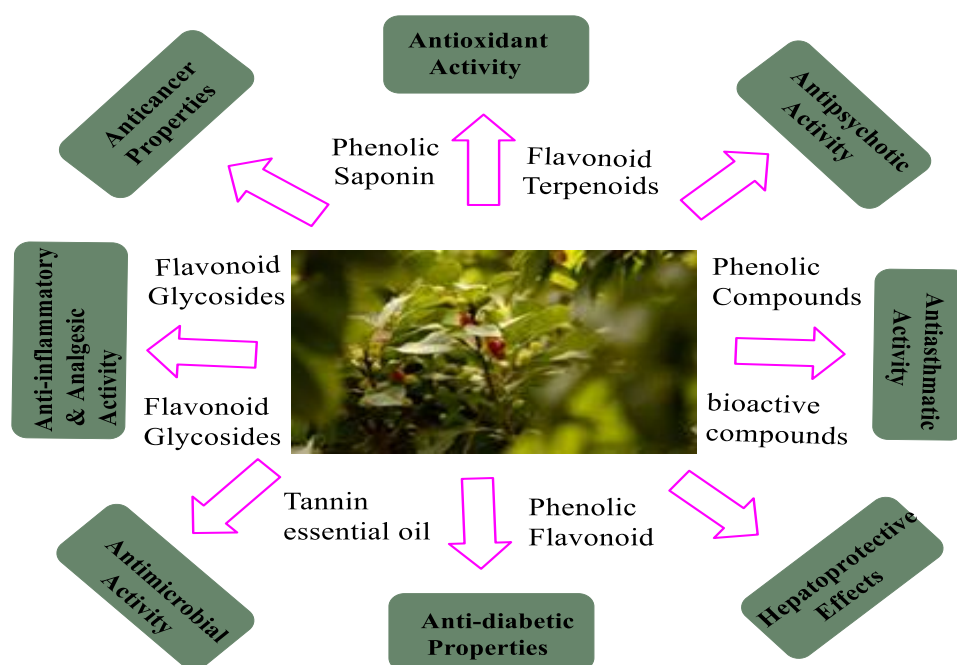 Antioxidant
Activity
Anticancer
Properties
Antipsychotic
Activity
Phenolic
Saponin
Flavonoid
Terpenoids
Flavonoid
Glycosides
Phenolic
Compounds
Anti-inflammatory
& Analgesic
Activity
Antiasthmatic
Activity
Flavonoid
Glycosides
bioactive
compounds
Tannin
essential oil
Phenolic
Flavonoid
Antimicrobial
Activity
Hepatoprotective
Effects
Anti-diabetic
Properties